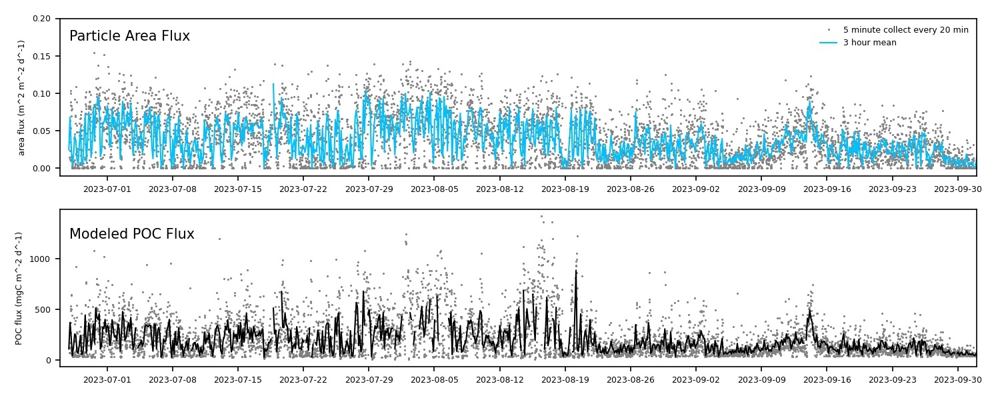 Particle Area Flux
5 minute collect every 20 min
3 hour mean
area flux (m^2 m^-2 d^-1)
0.20
0.15
0.10
0.05
0.00
2023-07-01 2023-07-08 2023-07-15 2023-07-22 2023-07-29 2023-08-05 2023-08-12 2023-08-19 2023-08-26 2023-09-02 2023-09-09 2023-09-16 2023-09-23 2023-09-30
Modeled POC Flux
POC flux (mgC m^-2 d^-1)
1000
500
0
2023-07-01 2023-07-08 2023-07-15 2023-07-22 2023-07-29 2023-08-05 2023-08-12 2023-08-19 2023-08-26 2023-09-02 2023-09-09 2023-09-16 2023-09-23 2023-09-30